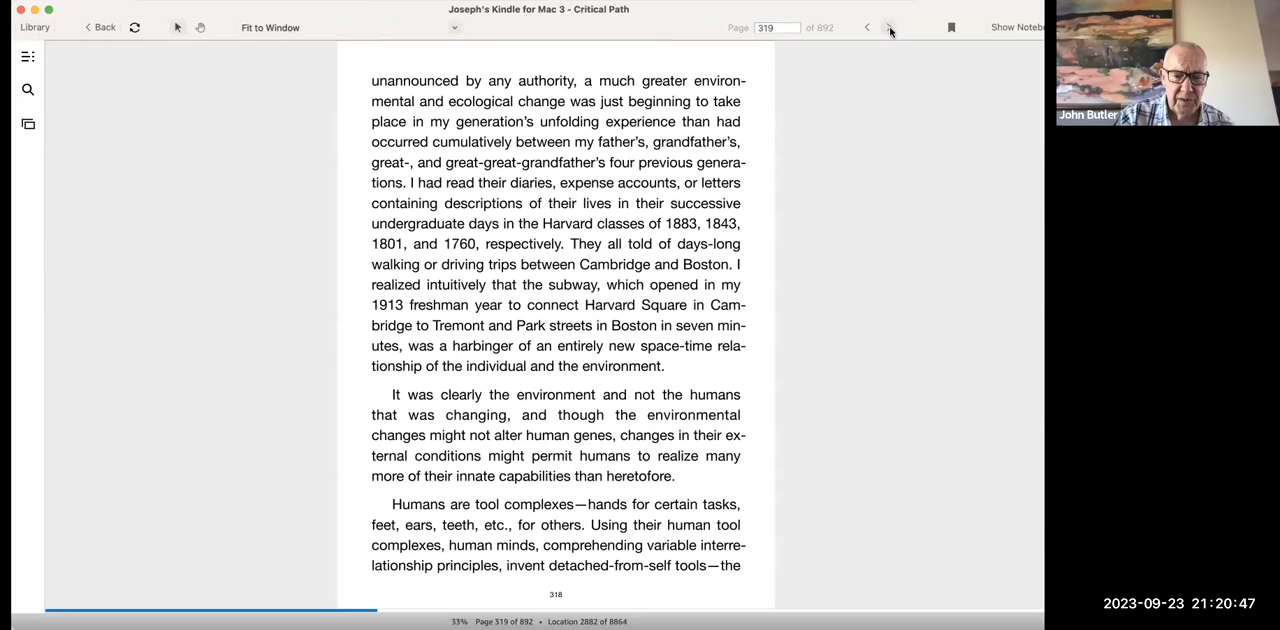 Joseph's Kindle for Mac 3 - Critical Path
Library
Back
Fit to Window
Page 319 of 892
Show Notebo
John Butler
unannounced by any authority, a much greater environ-
mental and ecological change was just beginning to take
place in my generation's unfolding experience than had
occurred cumulatively between my father's, grandfather's,
great-, and great-great-grandfather's four previous genera-
tions. I had read their diaries, expense accounts, or letters
containing descriptions of their lives in their successive
undergraduate days in the Harvard classes of 1883, 1843,
1801, and 1760, respectively. They all told of days-long
walking or driving trips between Cambridge and Boston. I
realized intuitively that the subway, which opened in my
1913 freshman year to connect Harvard Square in Cam-
bridge to Tremont and Park streets in Boston in seven min-
utes, was a harbinger of an entirely new space-time rela-
tionship of the individual and the environment.
It was clearly the environment and not the humans
that was changing, and though the environmental
changes might not alter human genes, changes in their ex-
ternal conditions might permit humans to realize many
more of their innate capabilities than heretofore.
Humans are tool complexes—hands for certain tasks,
feet, ears, teeth, etc., for others. Using their human tool
complexes, human minds, comprehending variable interre-
lationship principles, invent detached-from-self tools—the
318
33% Page 319 of 892 • Location 2882 of 8864
2023-09-23 21:20:47